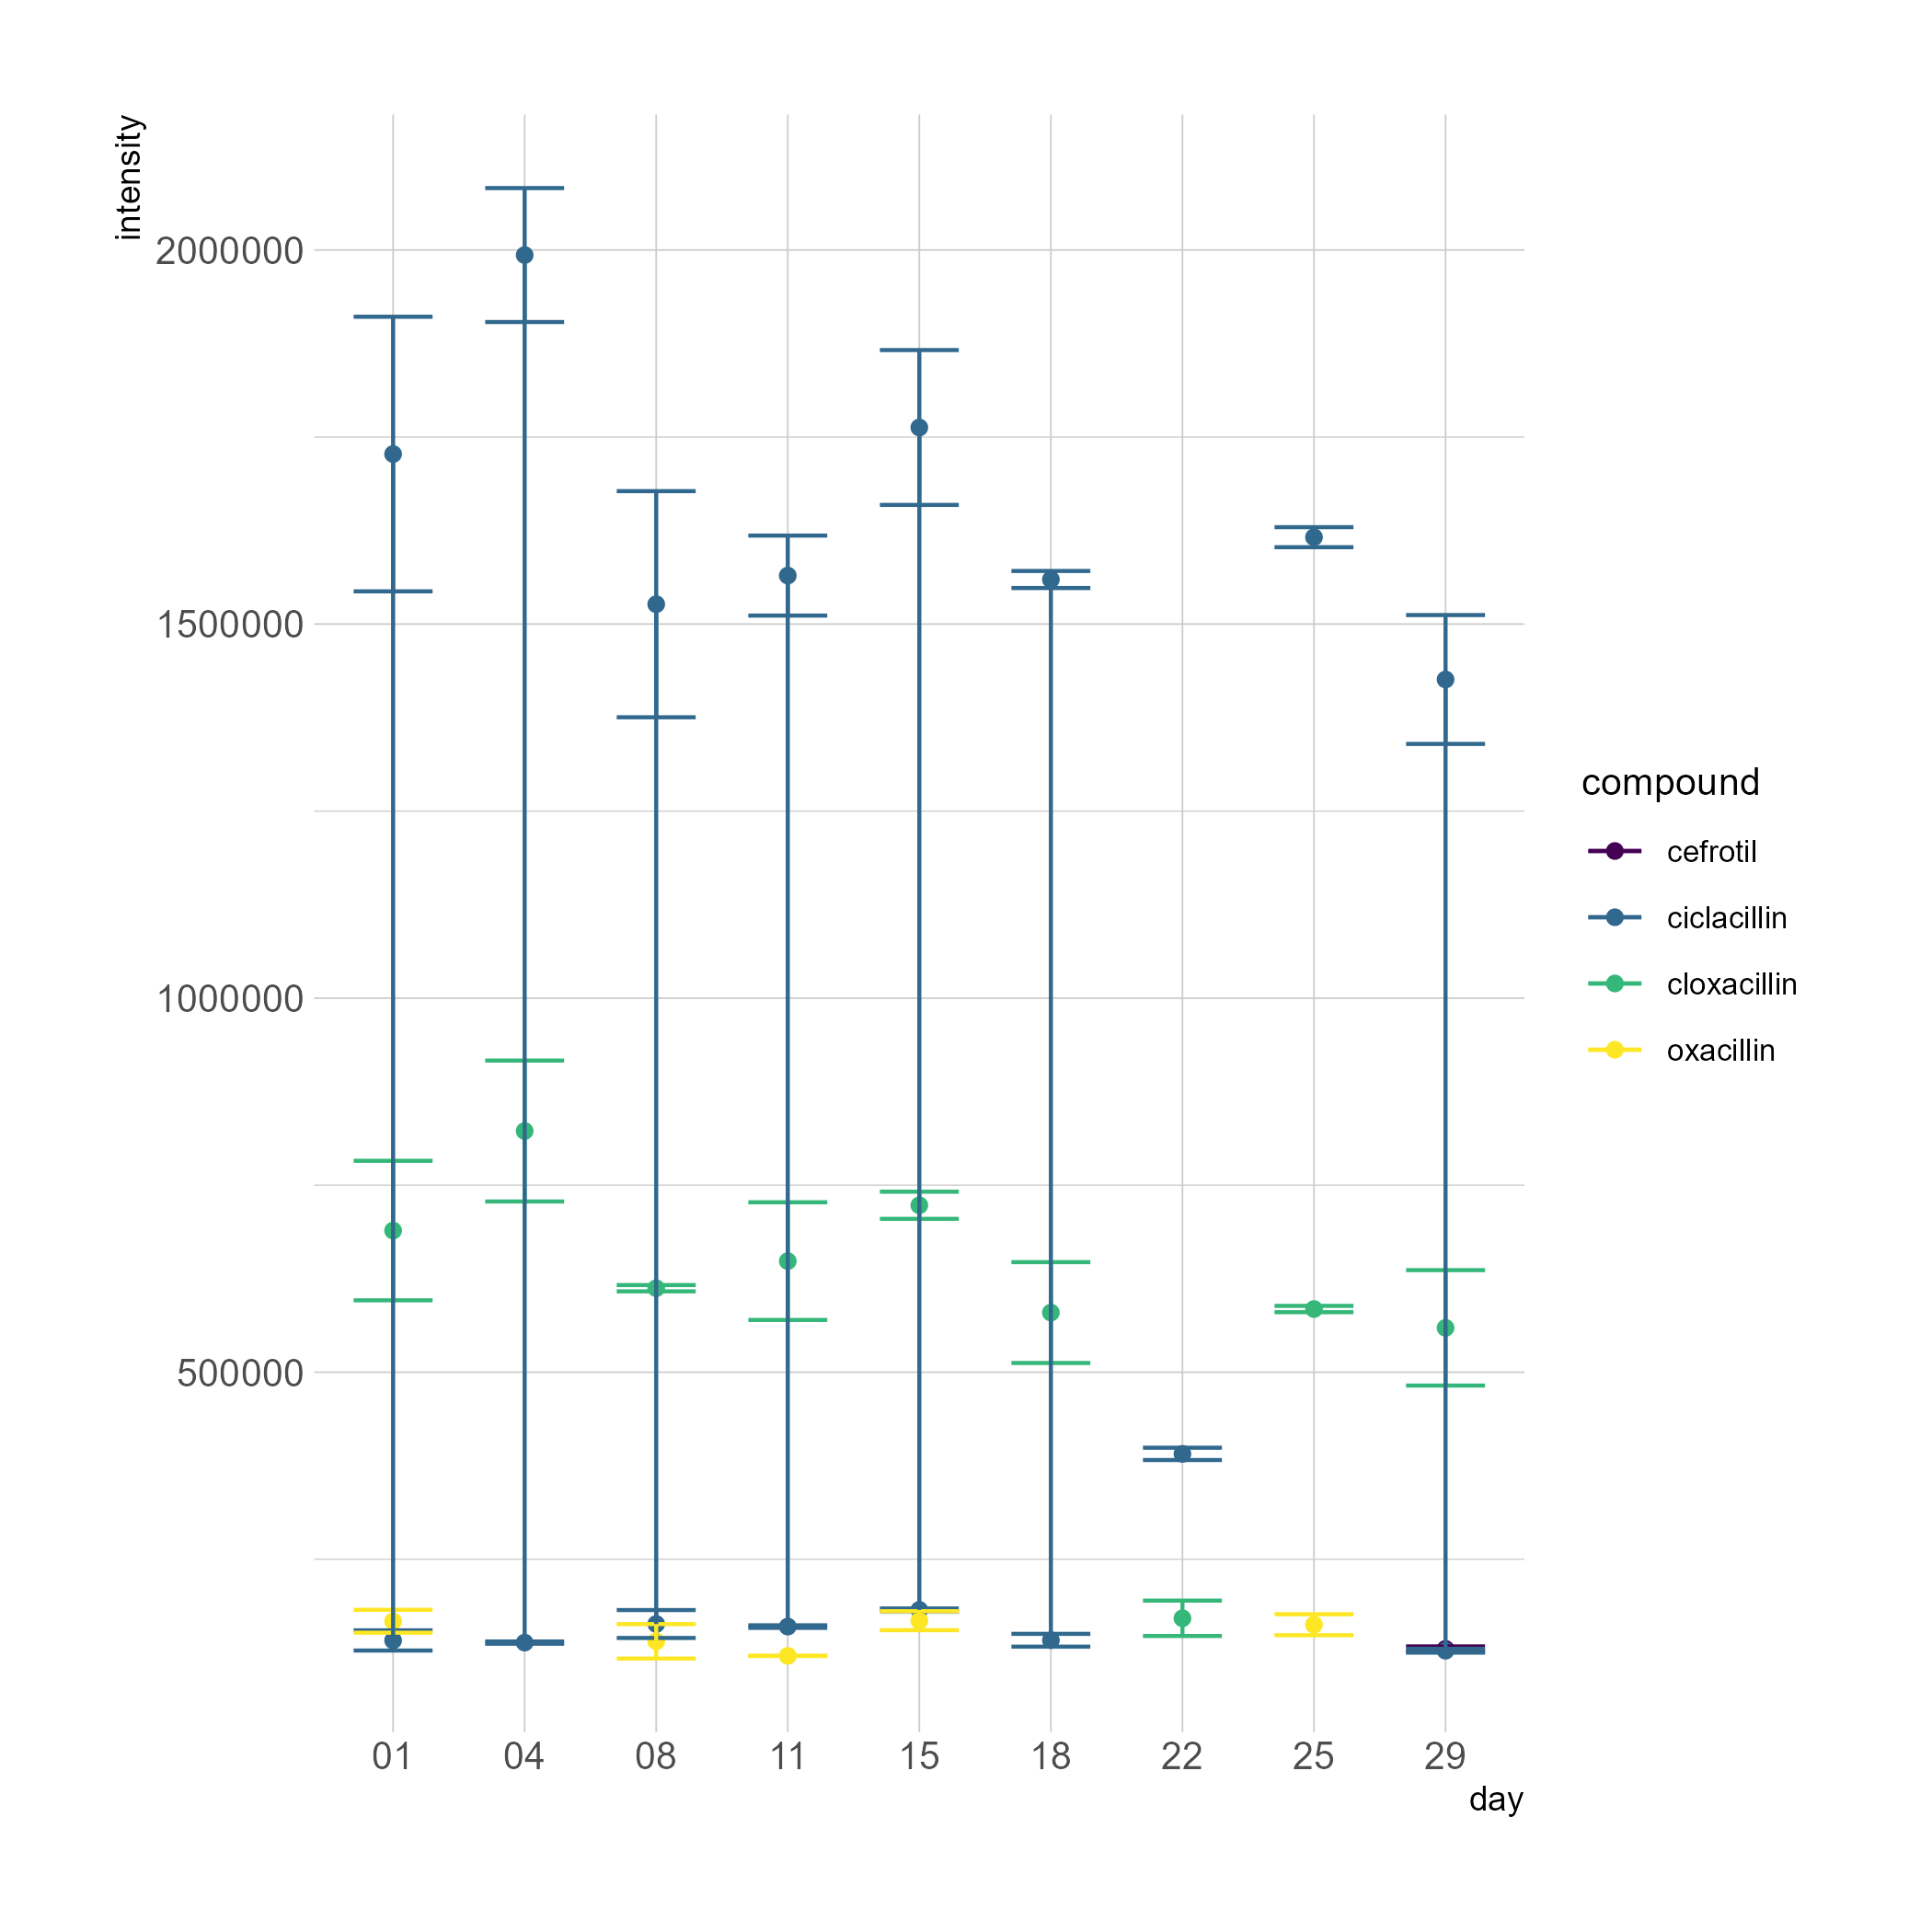 intensity
2000000
1500000
1000000
500000
01 04 08 11 15 18 22 25 29
day
compound
cefrotil
ciclacillin
cloxacillin
oxacillin